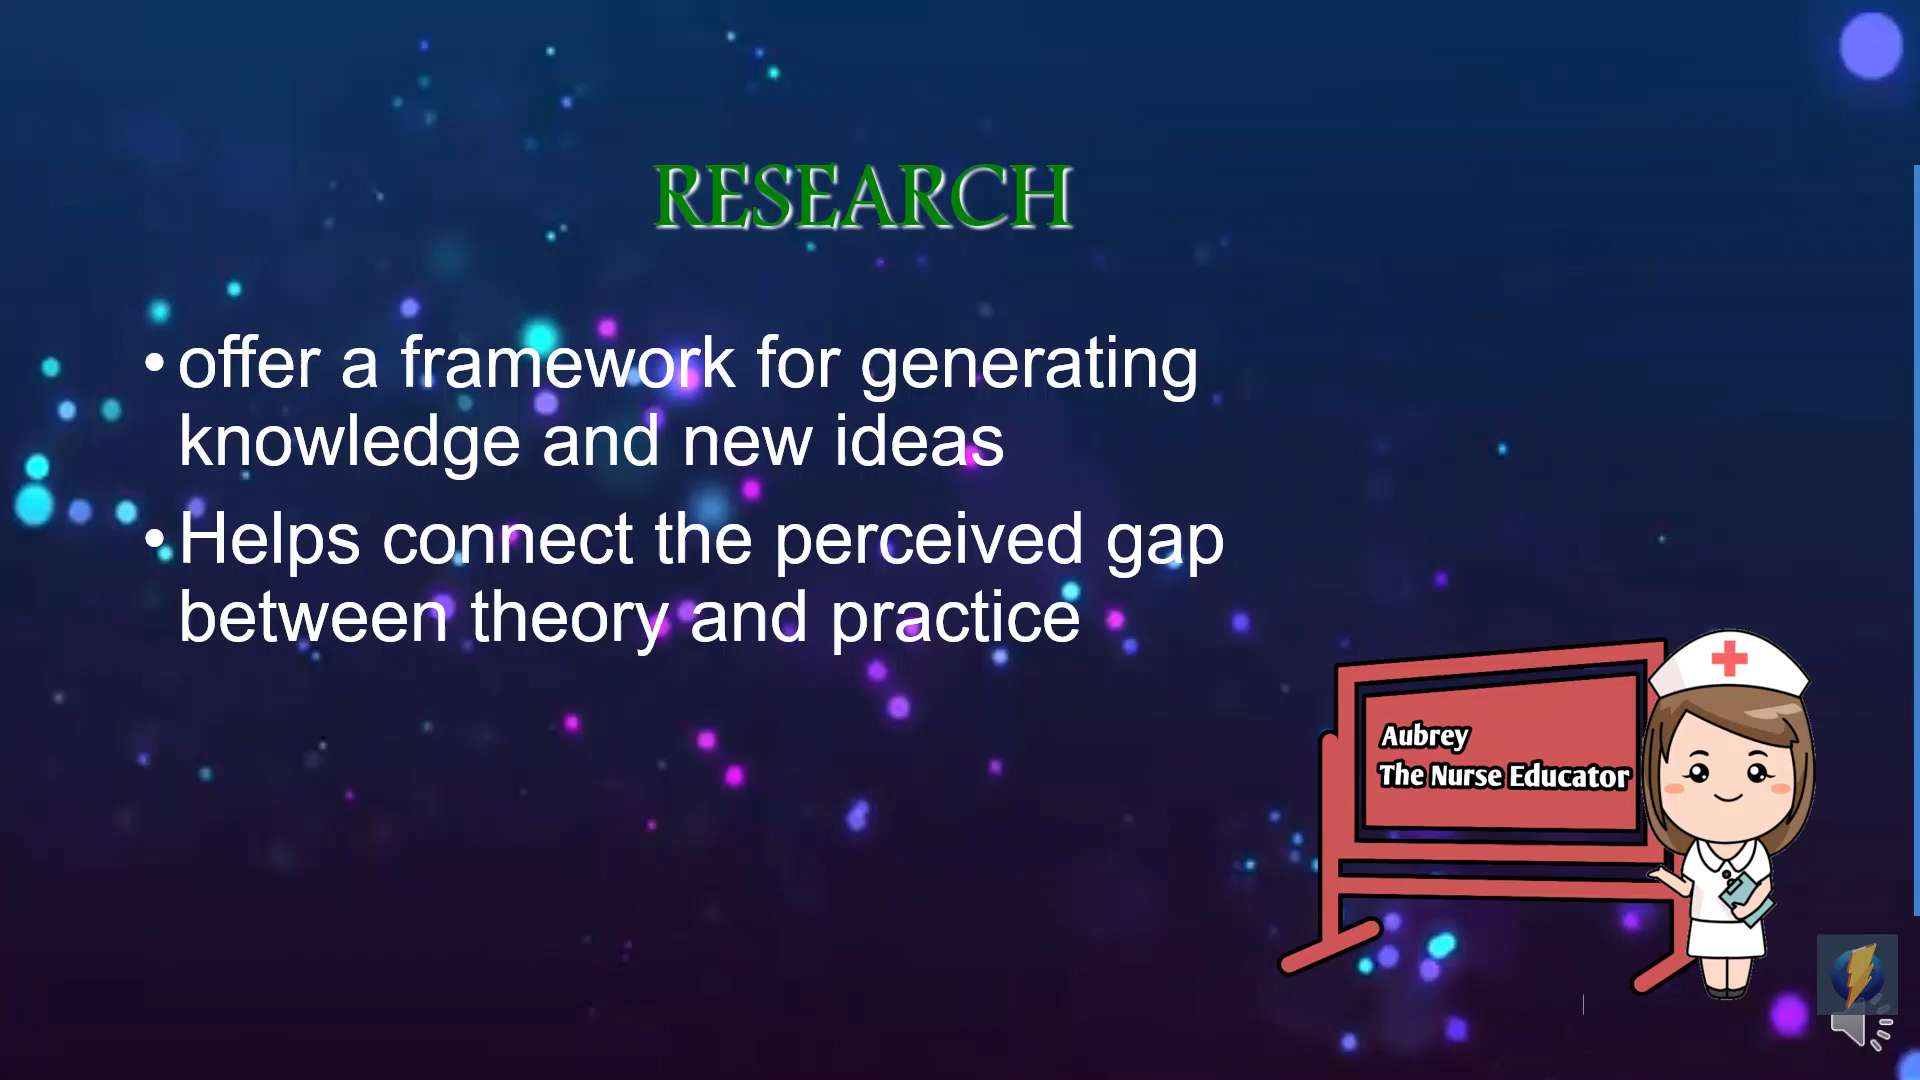 RESEARCH
• offer a framework for generating
knowledge and new ideas
• Helps connect the perceived gap
between theory and practice
Aubrey
The Nurse Educator